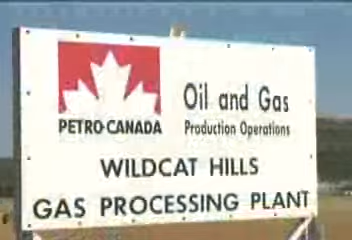 Oil and Gas
PETRO-CANADA Production Operations
WILDCAT HILLS
GAS PROCESSING PLANT